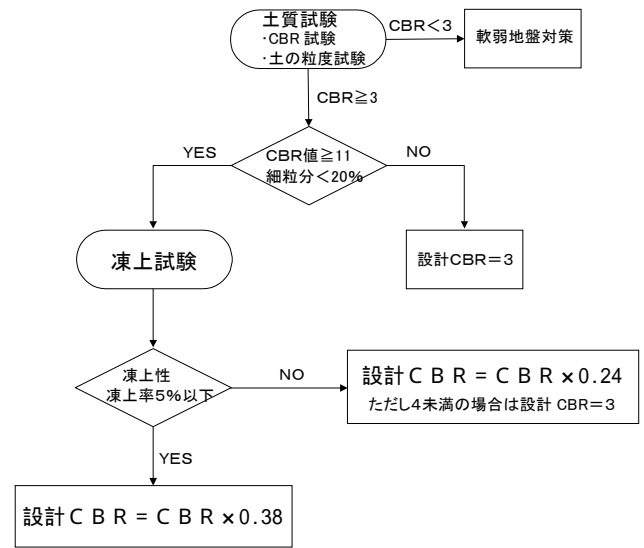 土質試験
・CBR 試験
・土の粒度試験
CBR＜3
軟弱地盤対策
CBR≧3
YES
CBR値≧11
細粒分＜20%
NO
凍上試験
設計CBR＝3
凍上性
凍上率5%以下
NO
設計ＣＢＲ＝ＣＢＲ×0.24
ただし4未満の場合は設計 CBR＝3
YES
設計ＣＢＲ＝ＣＢＲ×0.38